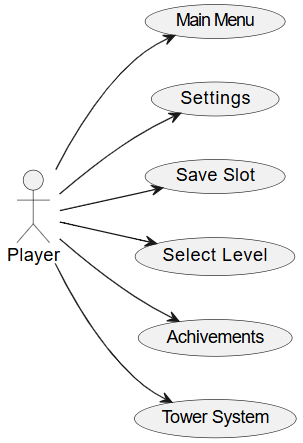 Main Menu
Settings
Save Slot
Player
Select Level
Achivements
Tower System